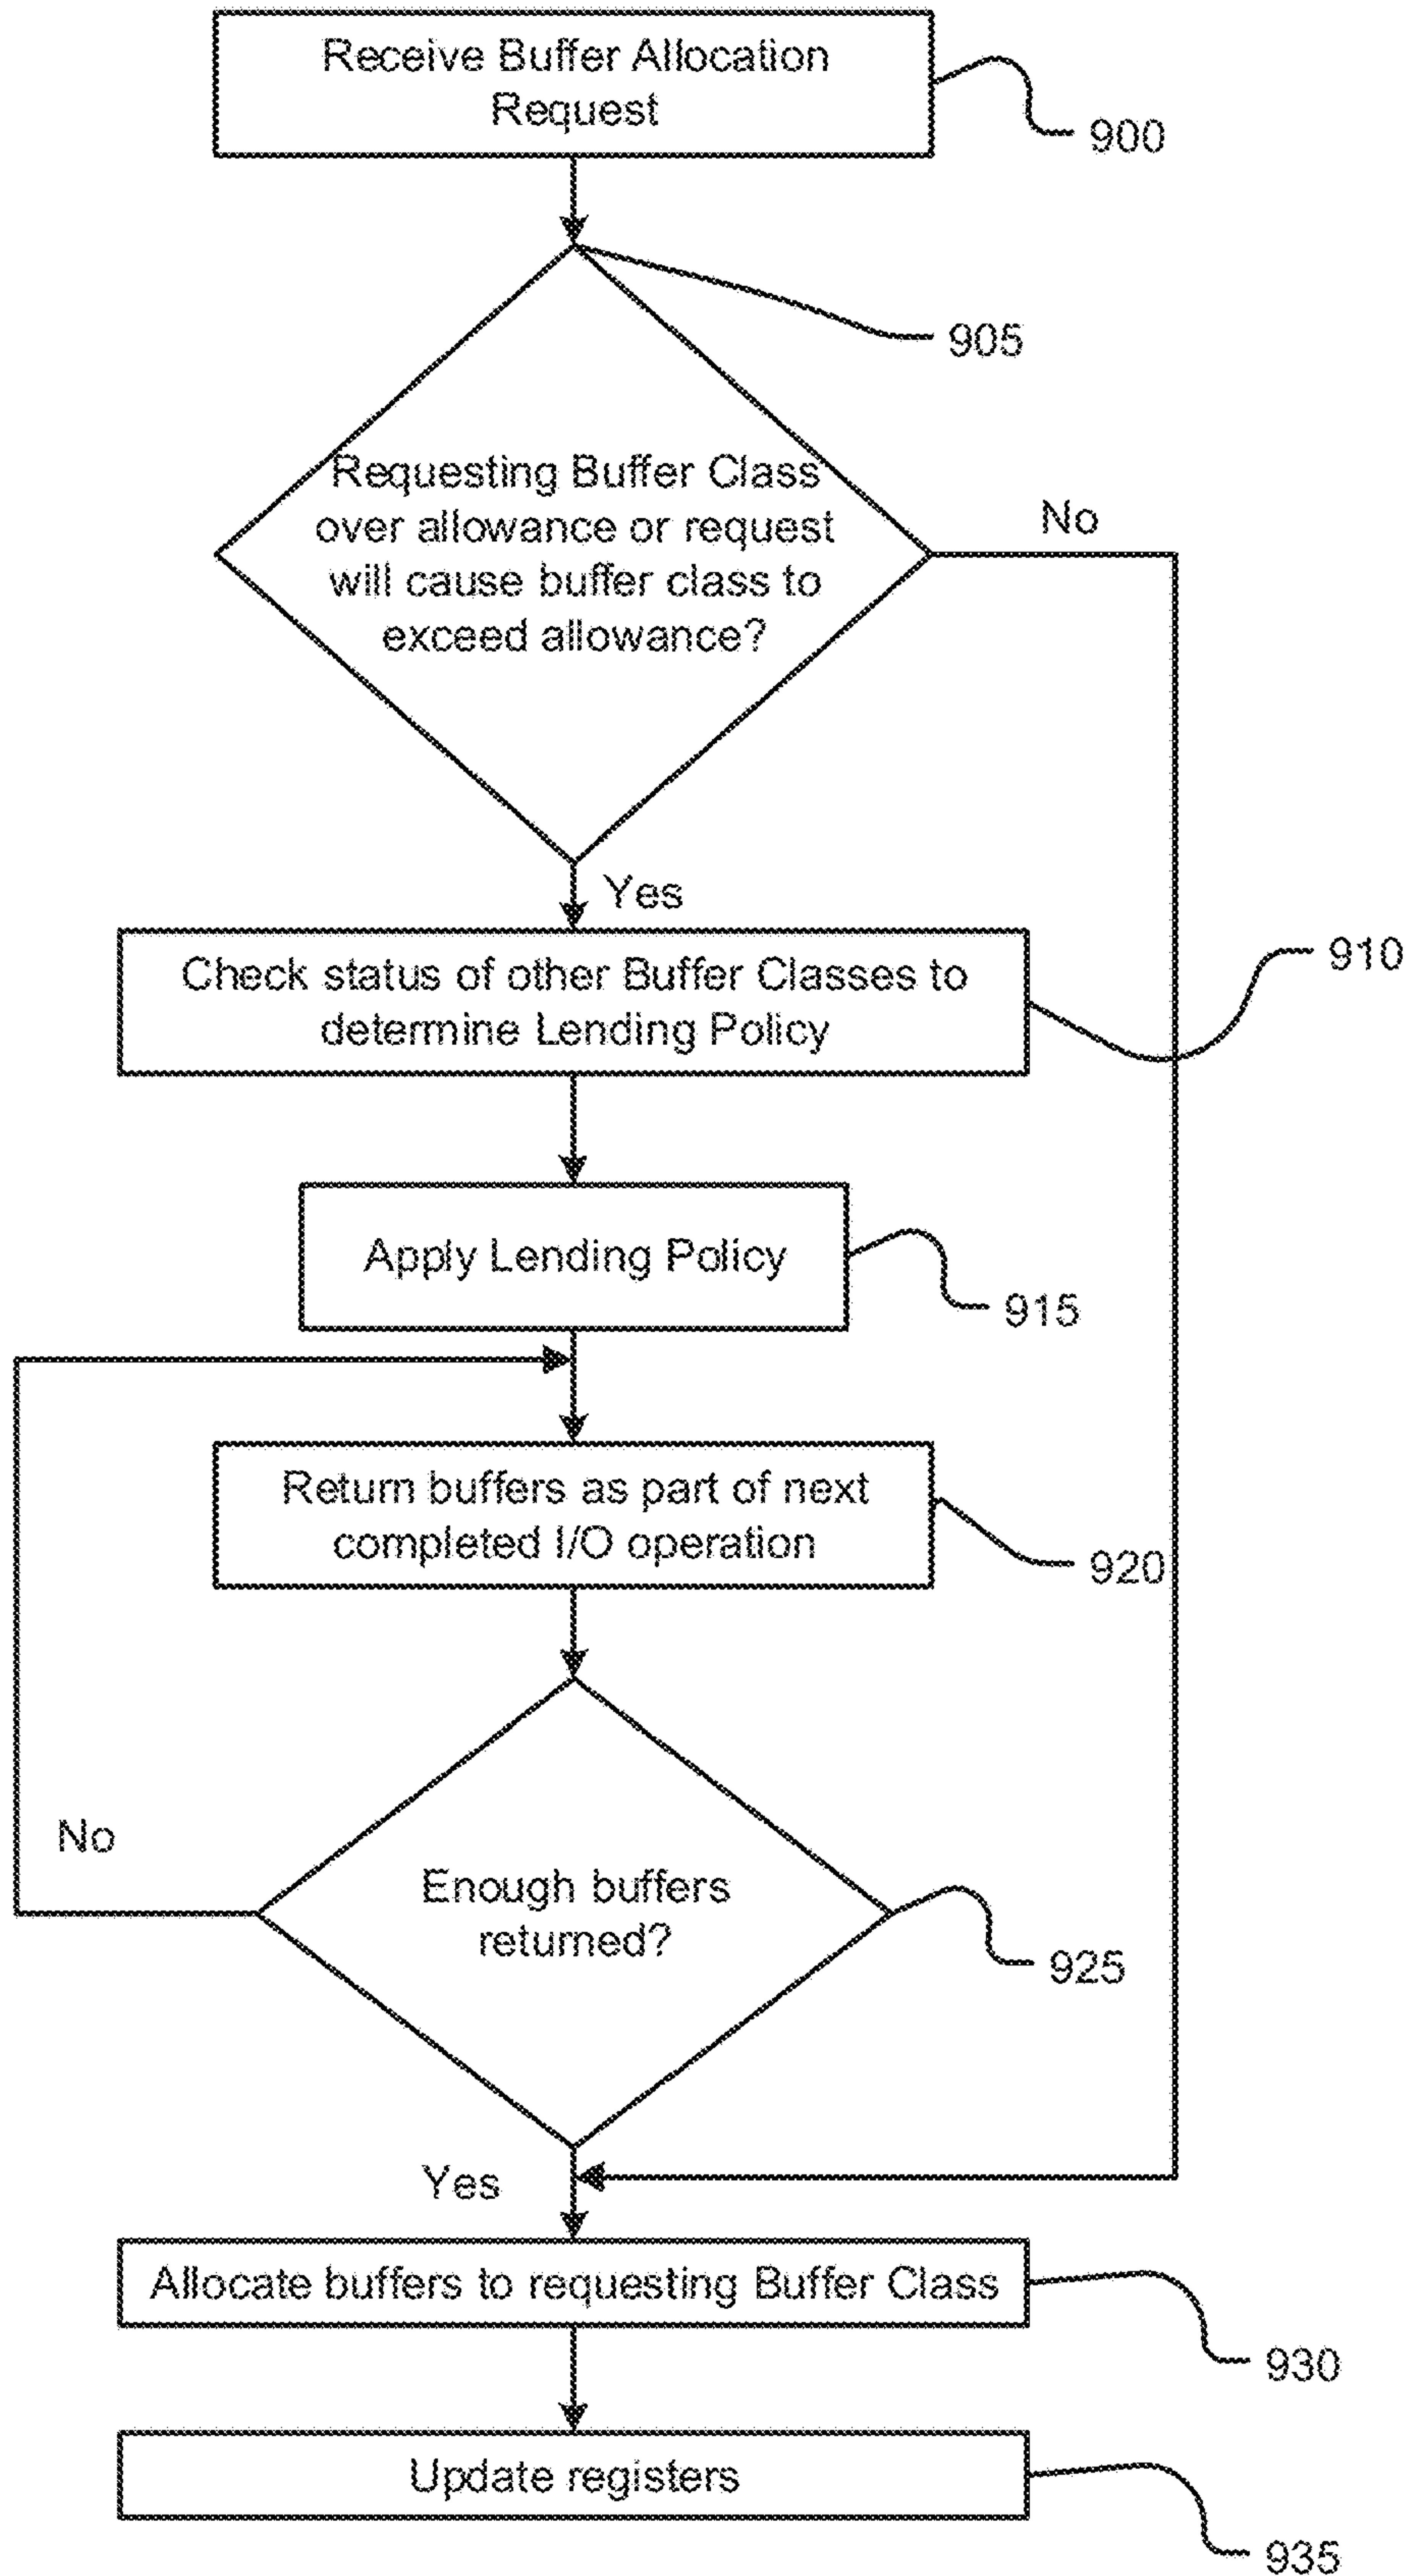 Receive Buffer Allocation
Request
900
905
Requesting Buffer Class
over allowance or request
will cause buffer class to
exceed allowance?
No
Yes
Check status of other Buffer Classes to
determine Lending Policy
910
Apply Lending Policy
915
Return buffers as part of next
completed I/O operation
920
No
Enough buffers
returned?
925
Yes
Allocate buffers to requesting Buffer Class
930
Update registers
935